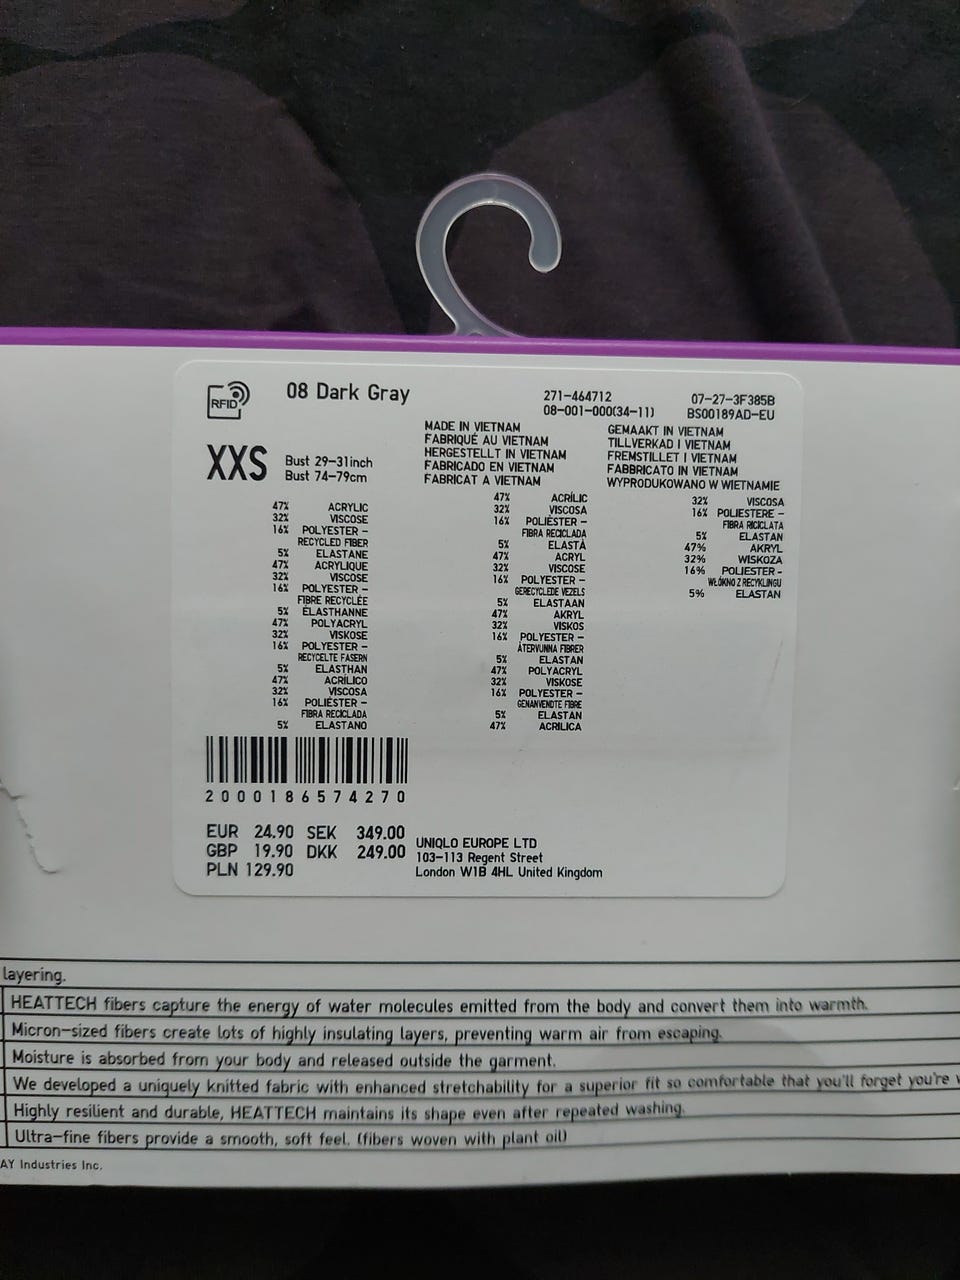 RFID
08 Dark Gray
271-464712
08-001-000(34-11)
07-27-3F385B
BS00189AD-EU
XXS
Bust 29-31inch
Bust 74-79cm
MADE IN VIETNAM
FABRIQUÉ AU VIETNAM
HERGESTELLT IN VIETNAM
FABRICADO EN VIETNAM
FABRICAT A VIETNAM
GEMAAKT IN VIETNAM
TILLVERKAD I VIETNAM
FREMSTILLET I VIETNAM
FABBRICATO IN VIETNAM
WYPRODUKOWANO W WIETNAMIE
47% ACRYLIC
32% VISCOSE
16% POLYESTER -
RECYCLED FIBER
5% ELASTANE
47% ACRYLIQUE
32% VISCOSE
16% POLYESTER -
FIBRE RECYCLÉE
5% ÉLASTHANNE
47% POLYACRYL
32% VISKOSE
16% POLYESTER -
RECYCELTE FASERN
5% ELASTHAN
47% ACRÍLICO
32% VISCOSA
16% POLIÉSTER -
FIBRA RECICLADA
5% ELASTANO
47% ACRÍLIC
32% VISCOSA
16% POLIÈSTER -
FIBRA RECICLADA
5% ELASTÀ
47% ACRYL
32% VISCOSE
16% POLYESTER -
GERECYCLEDE VEZELS
5% ELASTAAN
47% AKRYL
32% VISKOS
16% POLYESTER -
ÅTERVUNNA FIBRER
5% ELASTAN
47% POLYACRYL
32% VISKOSE
16% POLYESTER -
GENANVENDTE FIBRE
5% ELASTAN
47% ACRILICA
32% VISCOSA
16% POLIESTERE -
FIBRA RICICLATA
5% ELASTAN
47% AKRYL
32% WISKOZA
16% POLIESTER -
WŁÓKNO Z RECYKLINGU
5% ELASTAN
2000186574270
EUR 24.90 SEK 349.00
GBP 19.90 DKK 249.00
PLN 129.90
UNIQLO EUROPE LTD
103-113 Regent Street
London W1B 4HL United Kingdom
layering.
HEATTECH fibers capture the energy of water molecules emitted from the body and convert them into warmth.
Micron-sized fibers create lots of highly insulating layers, preventing warm air from escaping.
Moisture is absorbed from your body and released outside the garment.
We developed a uniquely knitted fabric with enhanced stretchability for a superior fit so comfortable that you'll forget you're
Highly resilient and durable, HEATTECH maintains its shape even after repeated washing.
Ultra-fine fibers provide a smooth, soft feel. (fibers woven with plant oil)
AY Industries Inc.